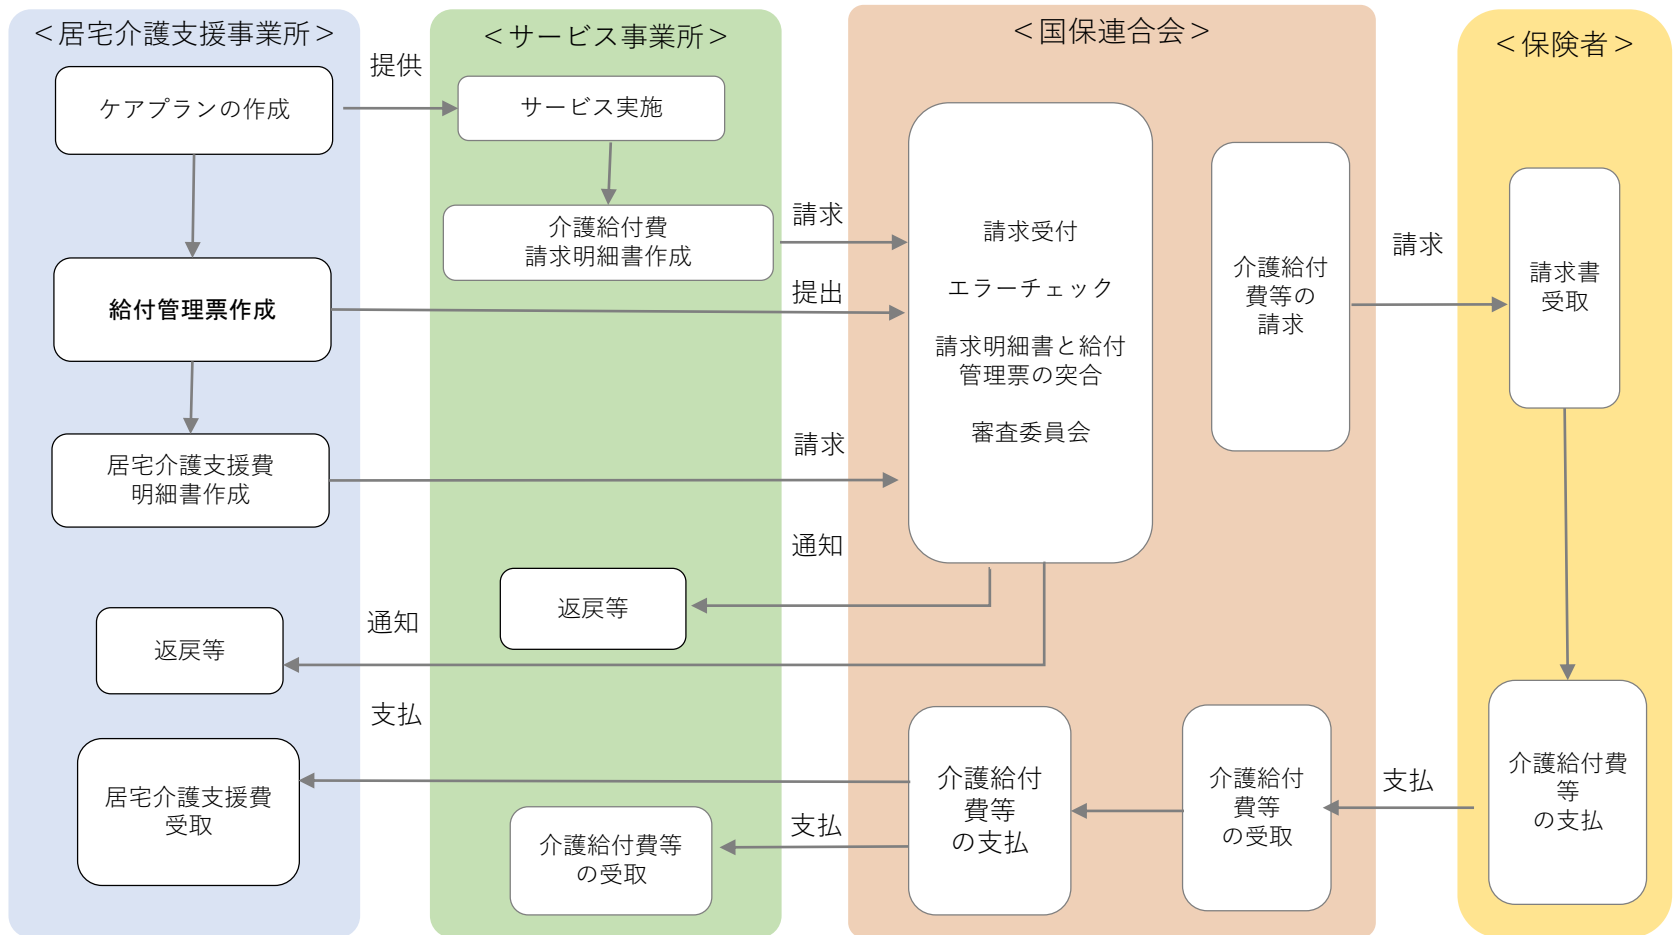 ＜居宅介護支援事業所＞
ケアプランの作成
給付管理票作成
居宅介護支援費
明細書作成
返戻等
居宅介護支援費
受取
提供
通知
支払
＜サービス事業所＞
サービス実施
介護給付費
請求明細書作成
返戻等
介護給付費等
の受取
請求
提出
請求
通知
支払
＜国保連合会＞
請求受付
エラーチェック
請求明細書と給付
管理票の突合
審査委員会
介護給付
費等の
請求
介護給付
費等
の支払
介護給付
費等
の受取
請求
支払
＜保険者＞
請求書
受取
介護給付費
等
の支払